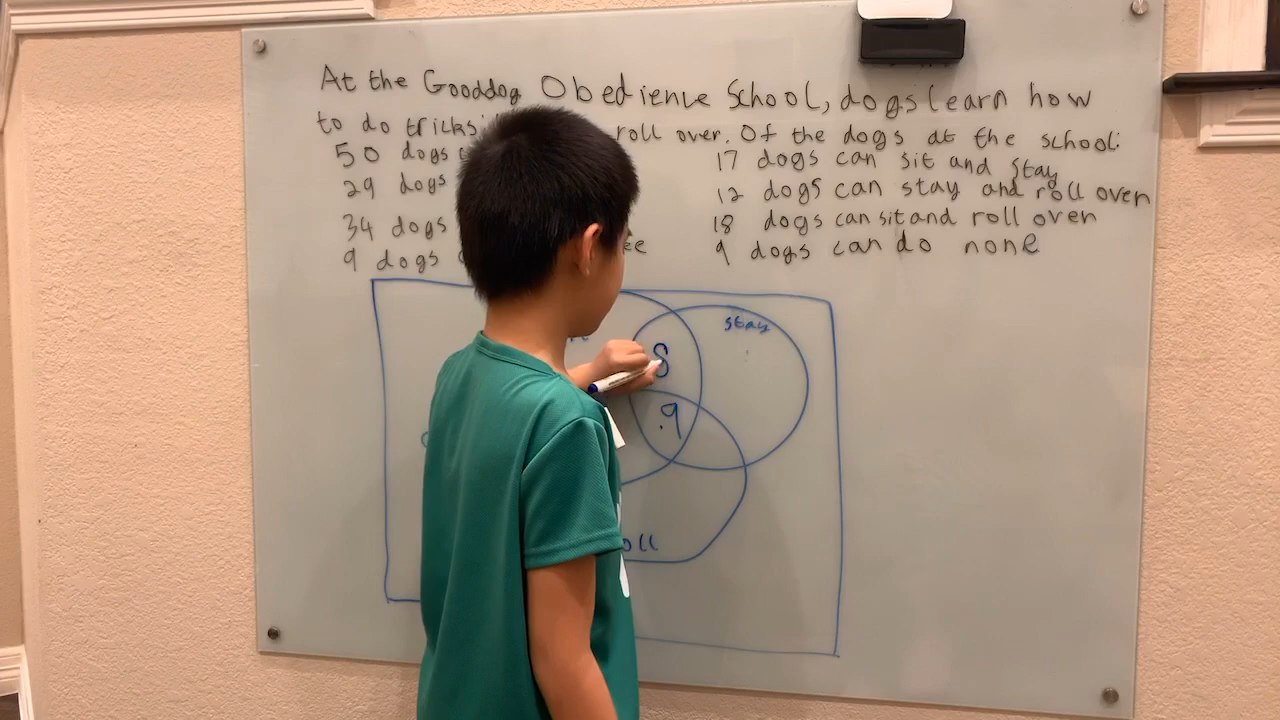 At the Gooddog Obedience School, dogs learn how
to do tricks: roll over. Of the dogs at the school:
50 dogs
29 dogs
34 dogs
9 dogs
17 dogs can sit and stay
12 dogs can stay and roll over
18 dogs can sit and roll over
9 dogs can do none
stay
8
9